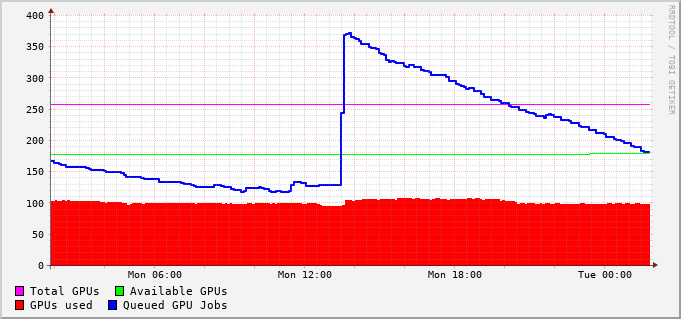 400
350
300
250
200
150
100
50
0
Mon 06:00 Mon 12:00 Mon 18:00 Tue 00:00
Total GPUs Available GPUs
GPUs used Queued GPU Jobs
RRDTOOL / TOBI OETIKER